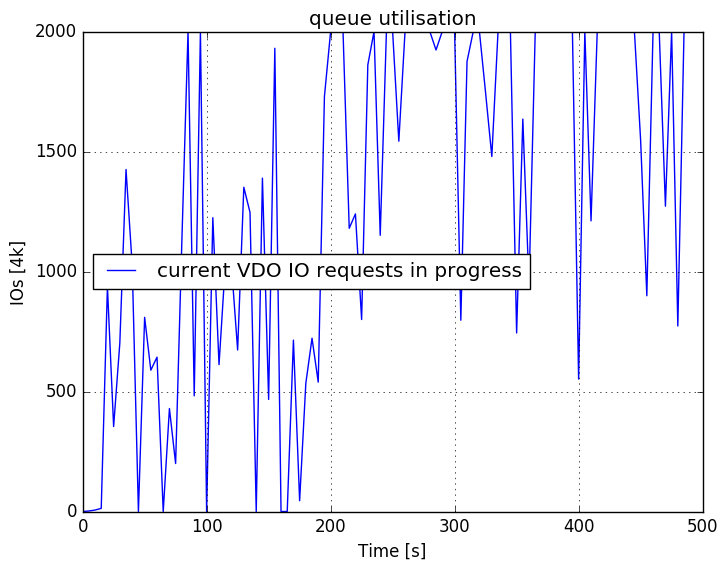 queue utilisation
2000
1500
1000
500
0
IOs [4k]
current VDO IO requests in progress
0 100 200 300 400 500
Time [s]